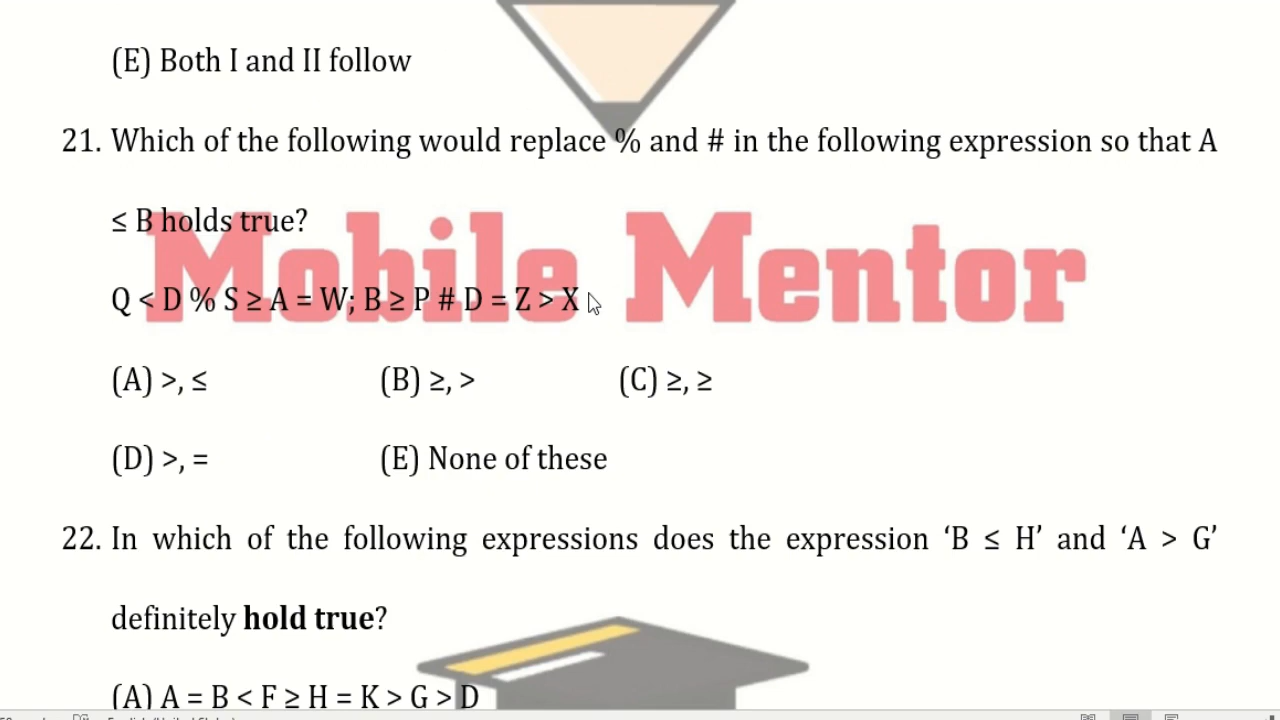 (E) Both I and II follow
21. Which of the following would replace % and # in the following expression so that A
≤ B holds true?
Mobile Mentor
Q < D % S ≥ A = W; B ≥ P # D = Z > X
(A) >, ≤ (B) ≥, > (C) ≥, ≥
(D) >, = (E) None of these
22. In which of the following expressions does the expression ‘B ≤ H’ and ‘A > G’
definitely hold true?
(A) A = B < F ≥ H = K > G > D